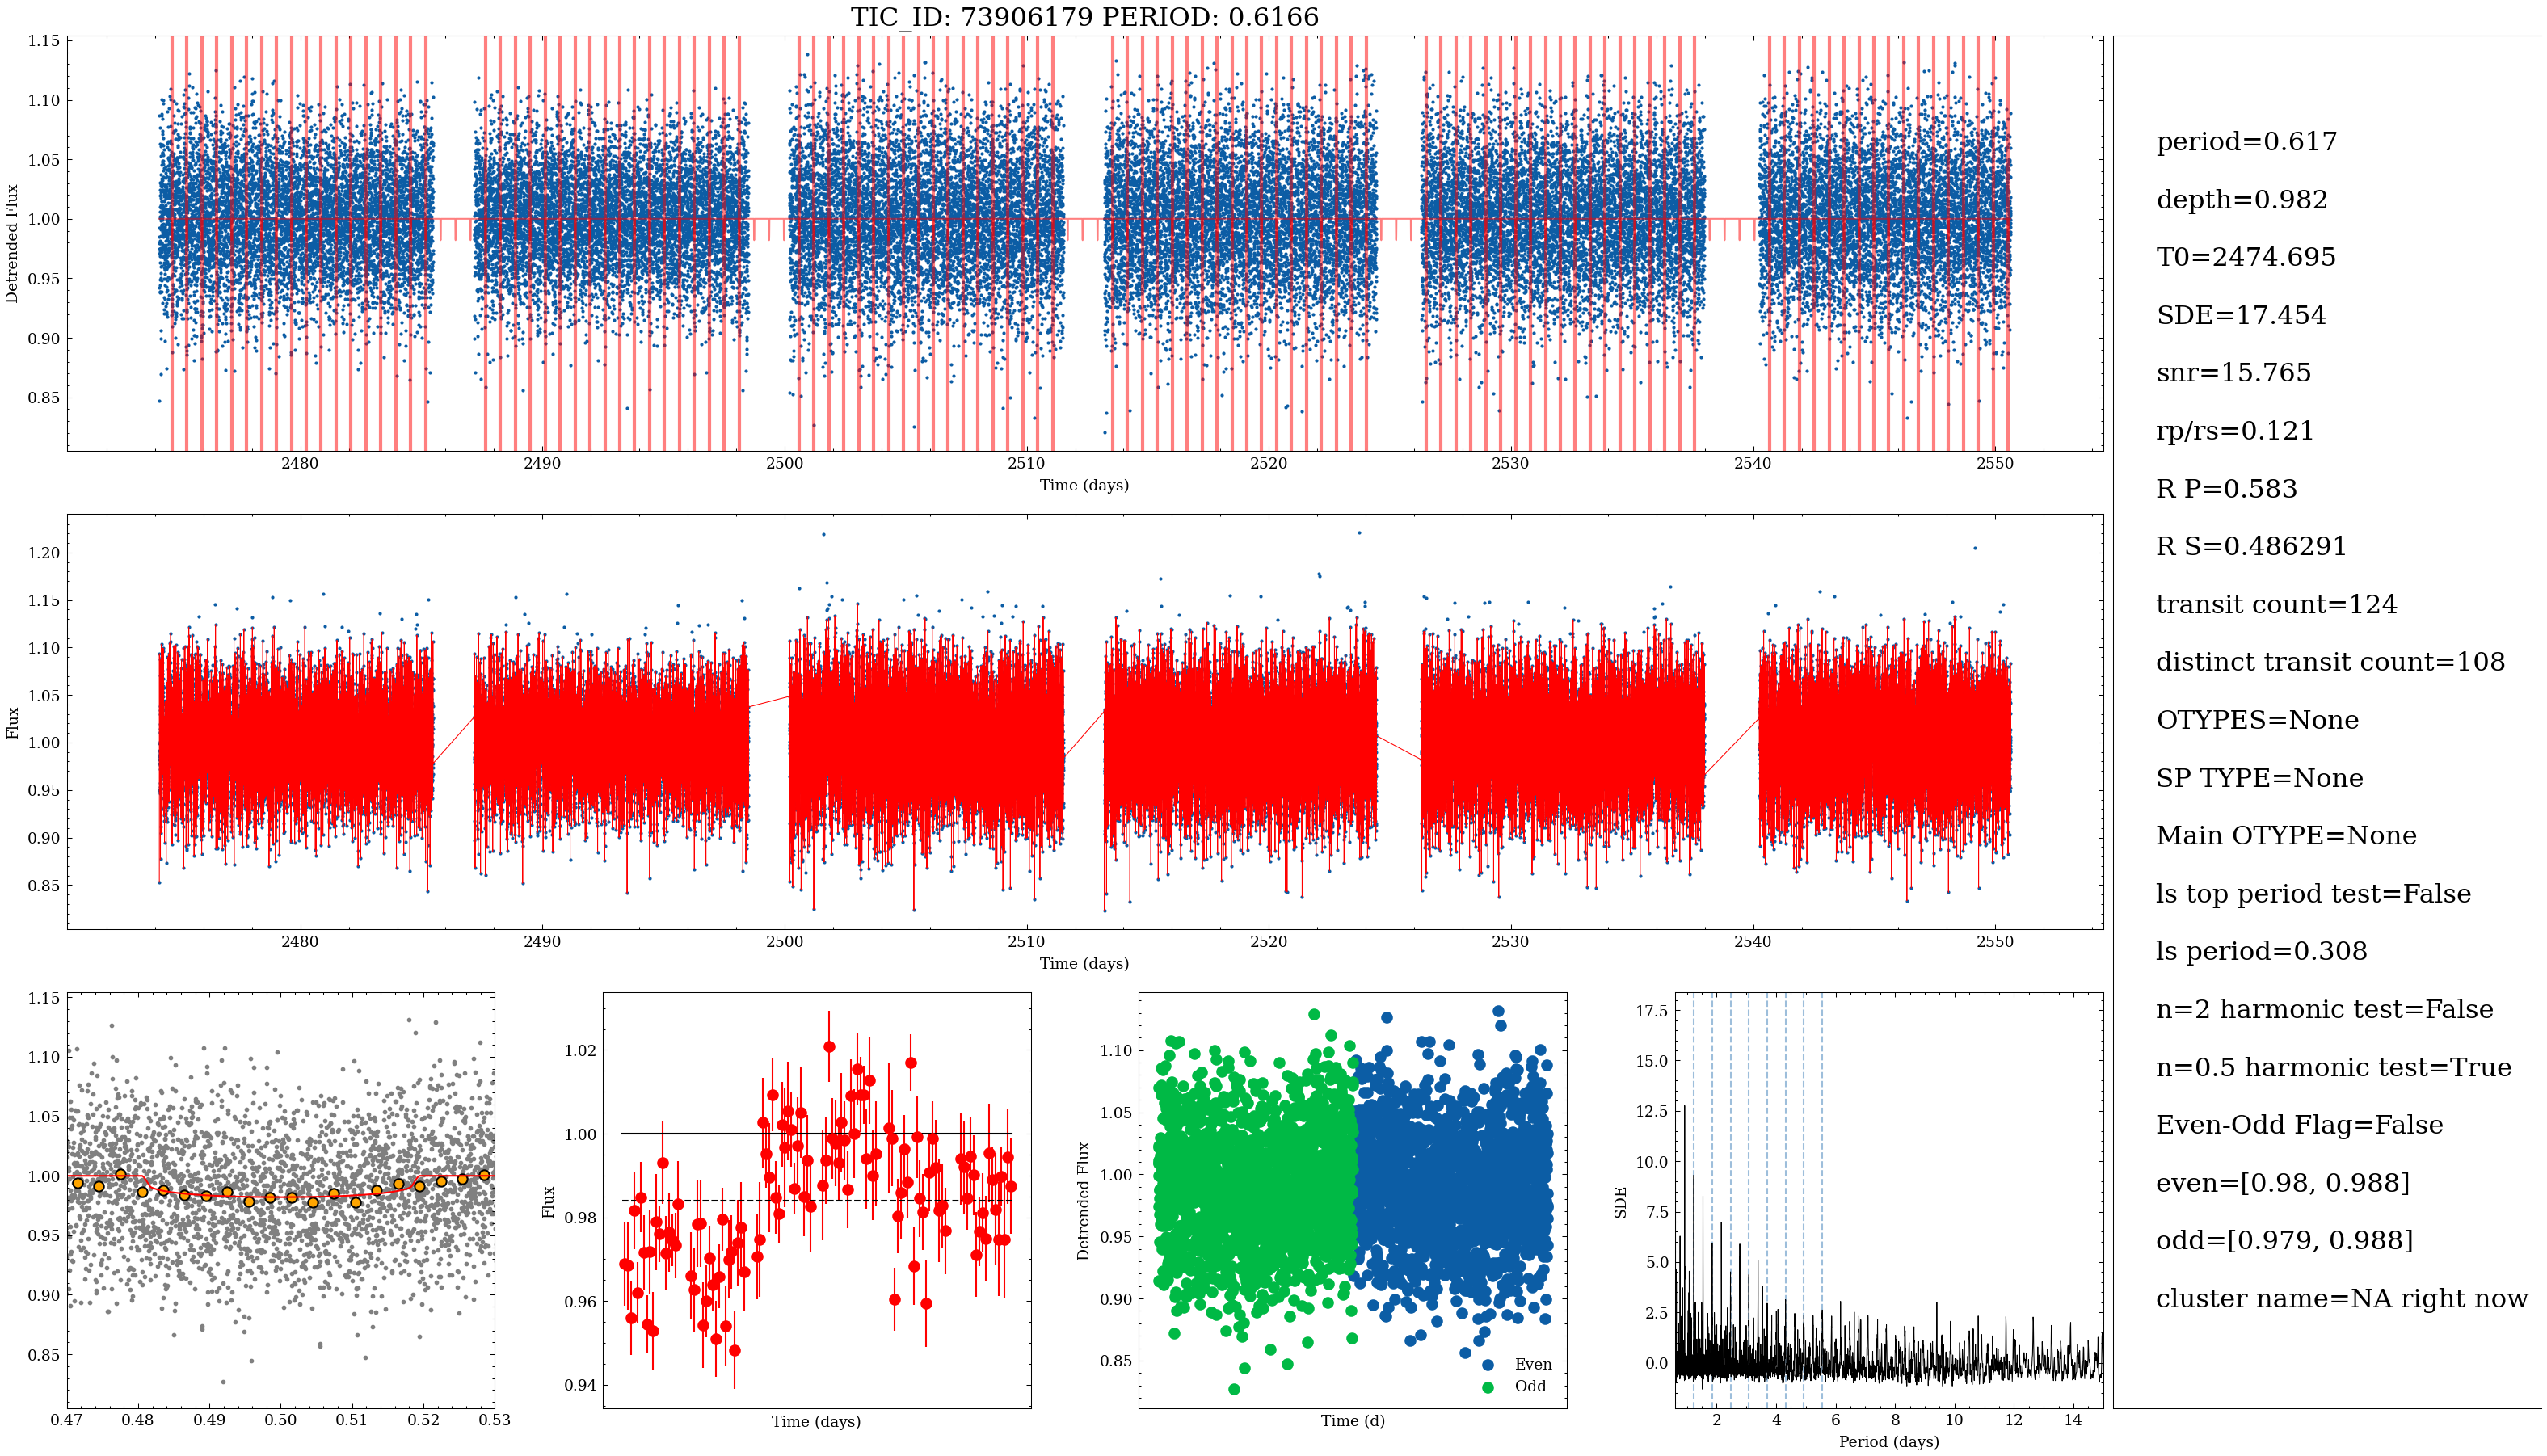 TIC_ID: 73906179 PERIOD: 0.6166
1.15
1.10
1.05
1.00
0.95
0.90
0.85
Detrended Flux
2480
2490
2500
2510
2520
2530
2540
2550
Time (days)
1.20
1.15
1.10
1.05
1.00
0.95
0.90
0.85
Flux
2480
2490
2500
2510
2520
2530
2540
2550
Time (days)
1.15
1.10
1.05
1.00
0.95
0.90
0.85
0.47
0.48
0.49
0.50
0.51
0.52
0.53
1.02
1.00
0.98
0.96
0.94
Flux
Time (days)
1.10
1.05
1.00
0.95
0.90
0.85
Detrended Flux
Even
Odd
Time (d)
17.5
15.0
12.5
10.0
7.5
5.0
2.5
0.0
SDE
2
4
6
8
10
12
14
Period (days)
period=0.617
depth=0.982
T0=2474.695
SDE=17.454
snr=15.765
rp/rs=0.121
R P=0.583
R S=0.486291
transit count=124
distinct transit count=108
OTYPES=None
SP TYPE=None
Main OTYPE=None
ls top period test=False
ls period=0.308
n=2 harmonic test=False
n=0.5 harmonic test=True
Even-Odd Flag=False
even=[0.98, 0.988]
odd=[0.979, 0.988]
cluster name=NA right now